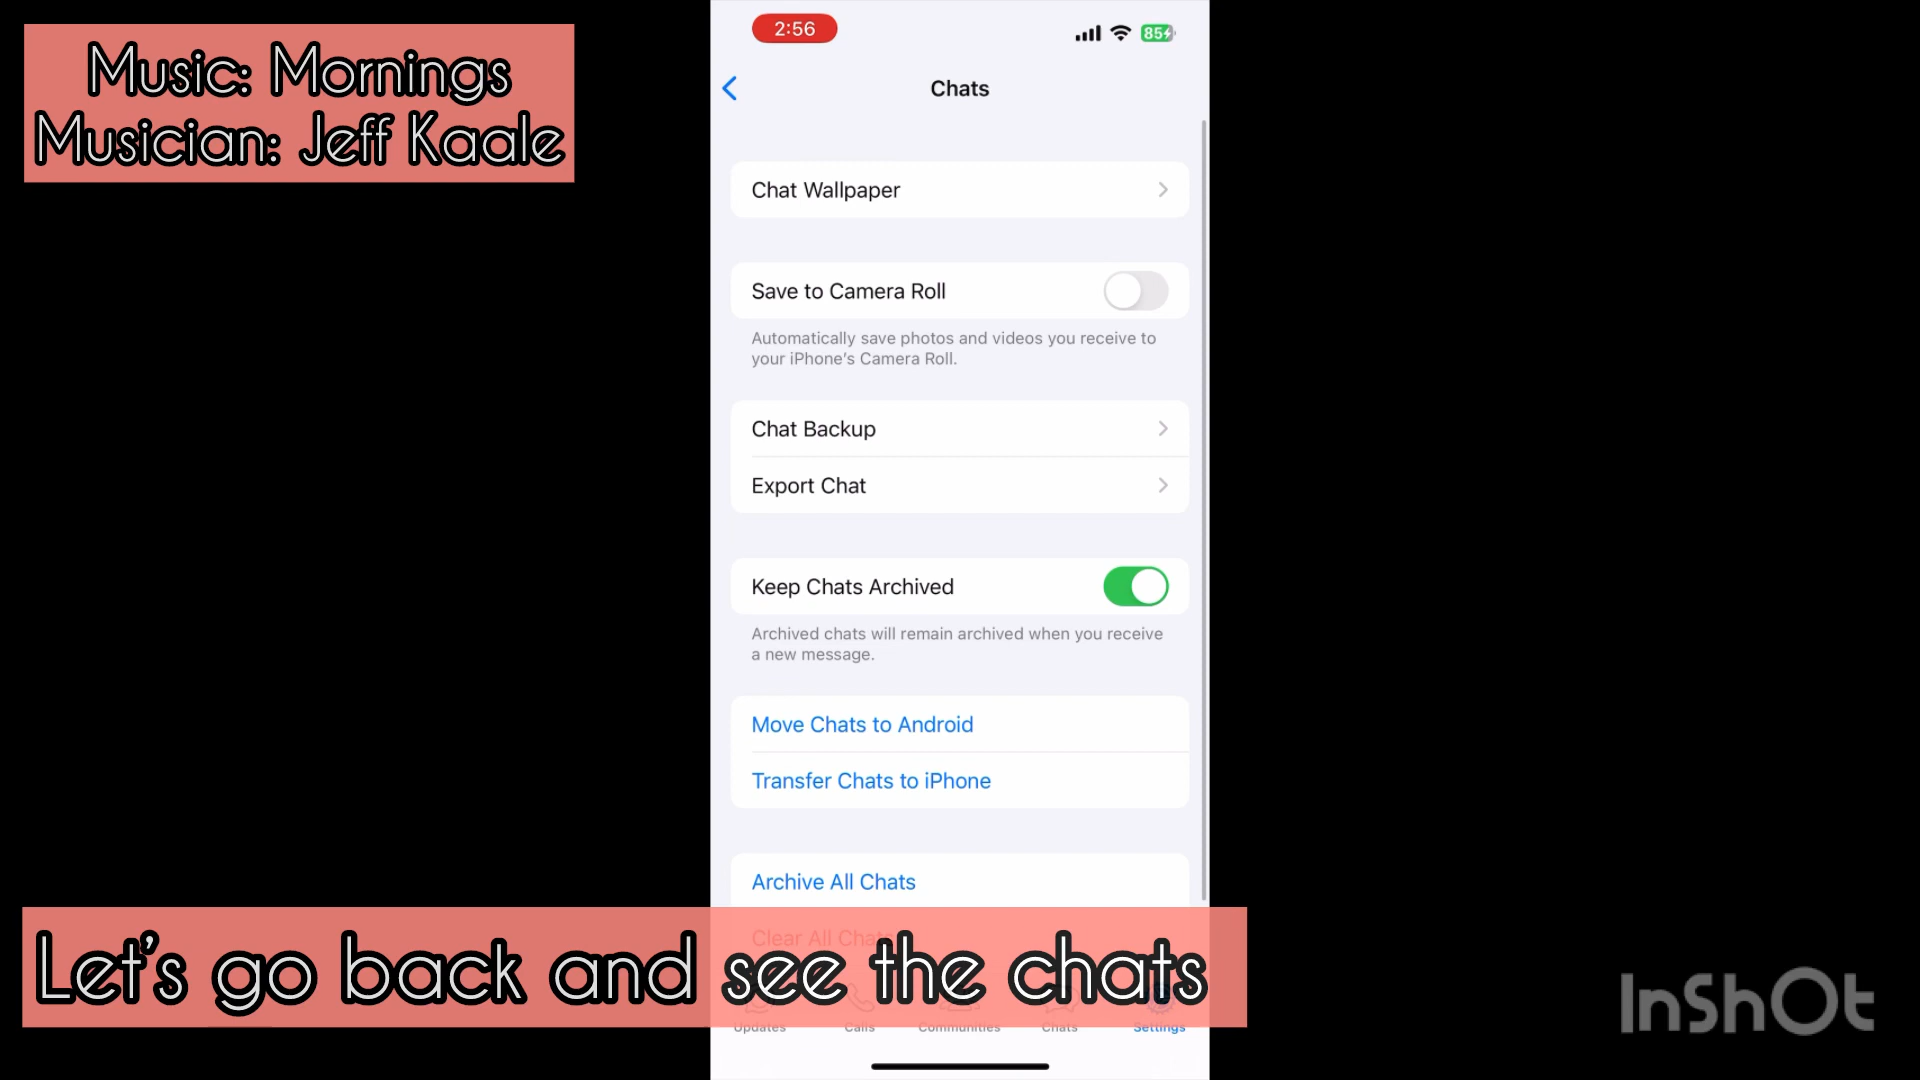 Music: Mornings
Musician: Jeff Kaale
2:56
85
Chats
Chat Wallpaper
Save to Camera Roll
Automatically save photos and videos you receive to
your iPhone's Camera Roll.
Chat Backup
Export Chat
Keep Chats Archived
Archived chats will remain archived when you receive
a new message.
Move Chats to Android
Transfer Chats to iPhone
Archive All Chats
Clear All Chats
Let's go back and see the chats
Updates Calls Communities Chats Settings
InShOt